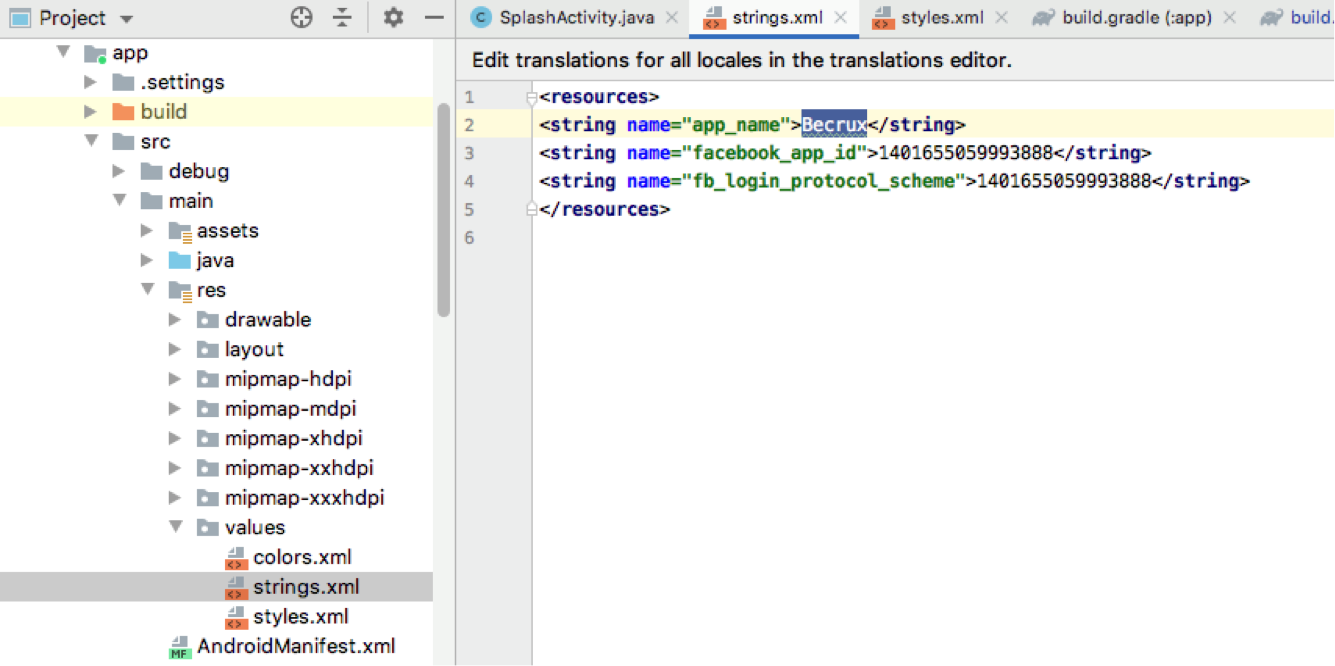 Project
SplashActivity.java
strings.xml
styles.xml
build.gradle (:app)
build.
app
.settings
build
src
debug
main
assets
java
res
drawable
layout
mipmap-hdpi
mipmap-mdpi
mipmap-xhdpi
mipmap-xxhdpi
mipmap-xxxhdpi
values
colors.xml
strings.xml
styles.xml
MF AndroidManifest.xml
Edit translations for all locales in the translations editor.
1 <resources>
2 <string name="app_name">Becrux</string>
3 <string name="facebook_app_id">1401655059993888</string>
4 <string name="fb_login_protocol_scheme">1401655059993888</string>
5 </resources>
6